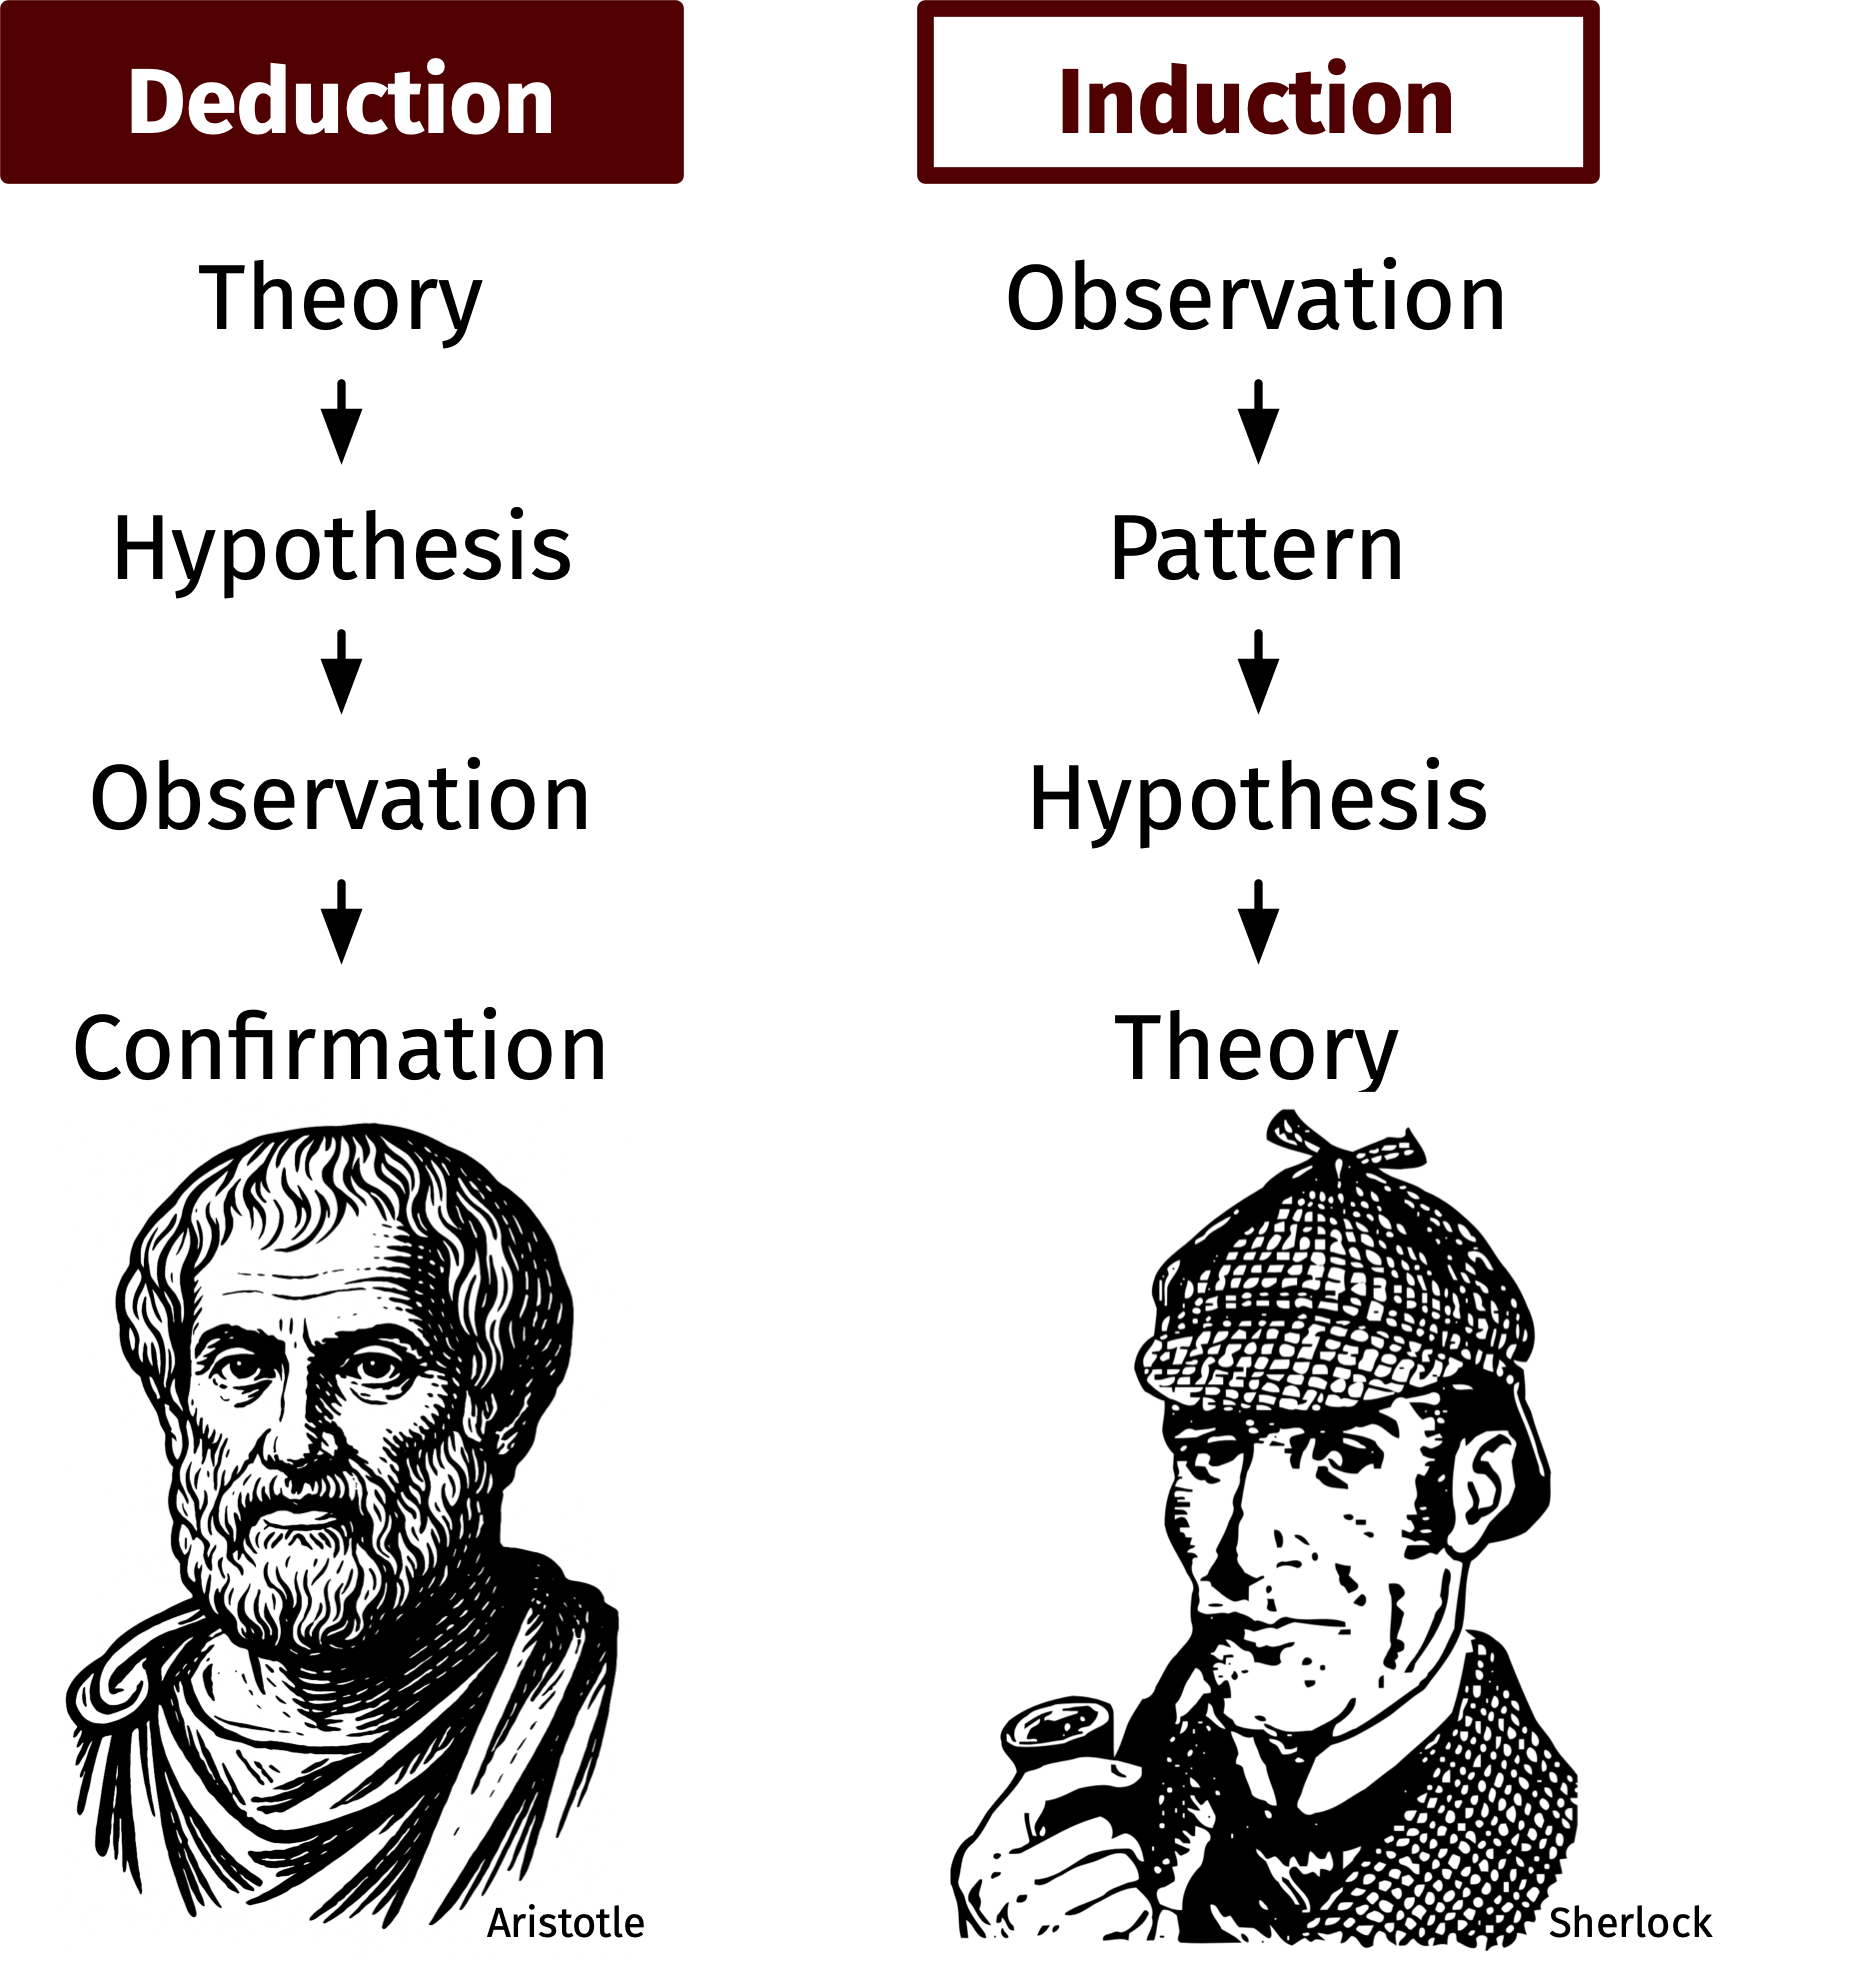 Deduction
Theory
Hypothesis
Observation
Confirmation
Aristotle
Induction
Observation
Pattern
Hypothesis
Theory
Sherlock